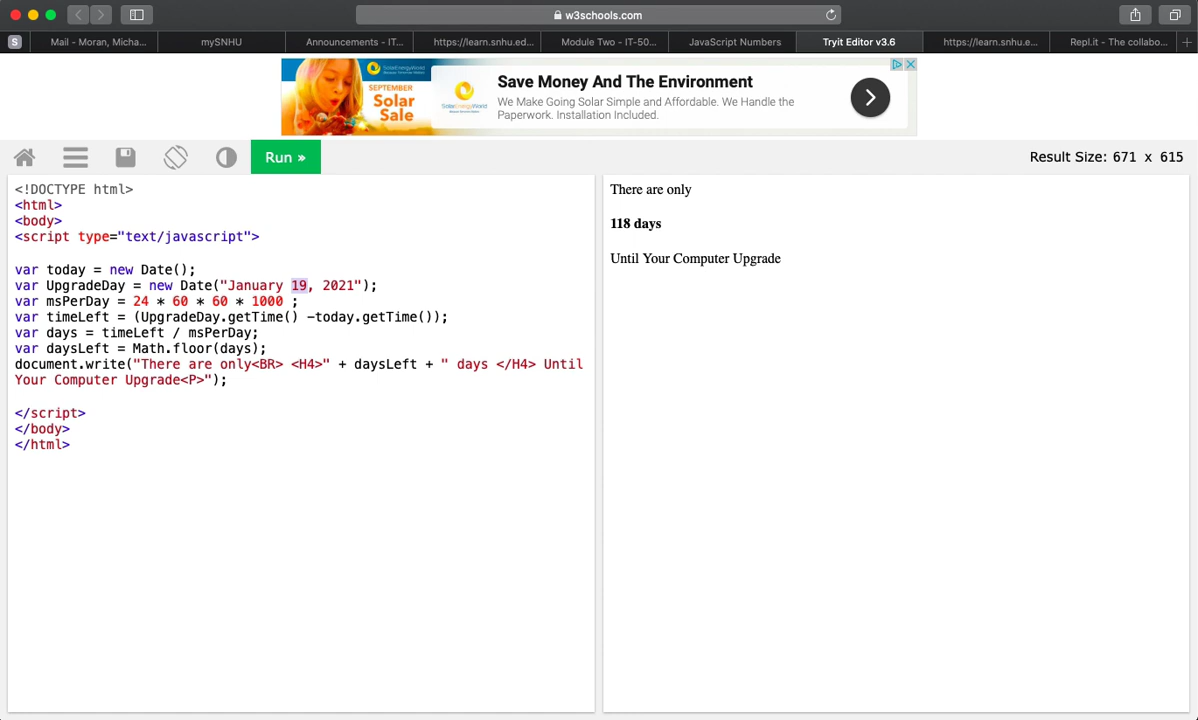 w3schools.com
S
Mail - Moran, Micha...
mySNHU
Announcements - IT...
https://learn.snhu.ed...
Module Two - IT-50...
JavaScript Numbers
Tryit Editor v3.6
https://learn.snhu.e...
Repl.it - The collabo...
SolarEnergyWorld
SEPTEMBER
Solar
Sale
SolarEnergyWorld
Save Money And The Environment
We Make Going Solar Simple and Affordable. We Handle the
Paperwork. Installation Included.
Run »
Result Size: 671 x 615
<!DOCTYPE html>
<html>
<body>
<script type="text/javascript">
var today = new Date();
var UpgradeDay = new Date("January 19, 2021");
var msPerDay = 24 * 60 * 60 * 1000 ;
var timeLeft = (UpgradeDay.getTime() -today.getTime());
var days = timeLeft / msPerDay;
var daysLeft = Math.floor(days);
document.write("There are only<BR> <H4>" + daysLeft + " days </H4> Until
Your Computer Upgrade<P>");
</script>
</body>
</html>
There are only
118 days
Until Your Computer Upgrade